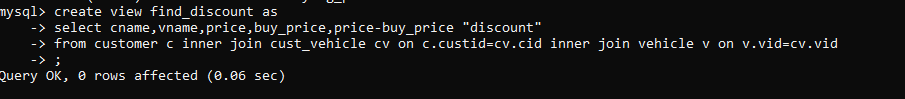 mysql> create view find_discount as
    -> select cname,vname,price,buy_price,price-buy_price "discount"
    -> from customer c inner join cust_vehicle cv on c.custid=cv.cid inner join vehicle v on v.vid=cv.vid
    -> ;
Query OK, 0 rows affected (0.06 sec)